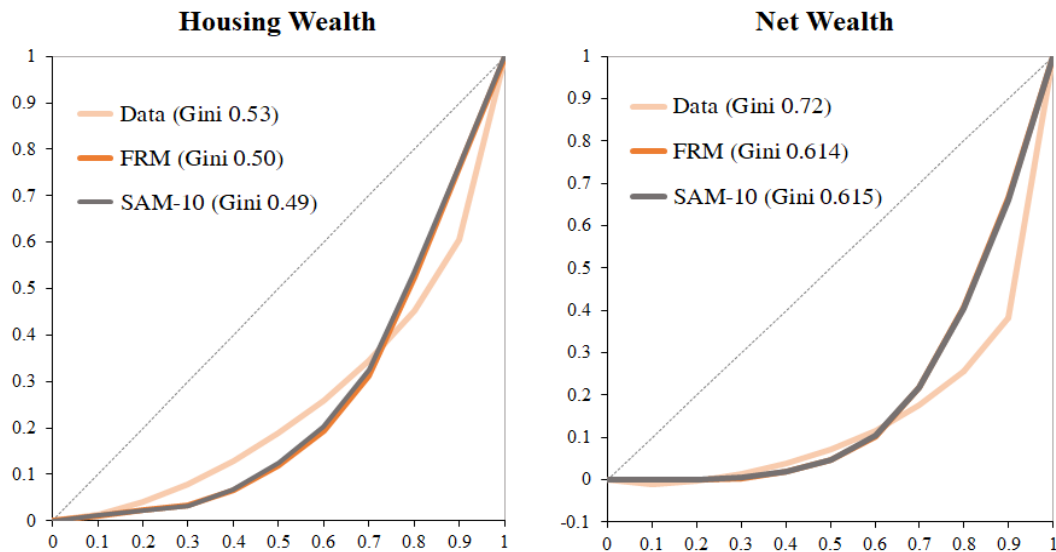 Housing Wealth
1
0.9
0.8
0.7
0.6
0.5
0.4
0.3
0.2
0.1
0
Data (Gini 0.53)
FRM (Gini 0.50)
SAM-10 (Gini 0.49)
0 0.1 0.2 0.3 0.4 0.5 0.6 0.7 0.8 0.9 1
Net Wealth
1
0.9
0.8
0.7
0.6
0.5
0.4
0.3
0.2
0.1
0
-0.1
Data (Gini 0.72)
FRM (Gini 0.614)
SAM-10 (Gini 0.615)
0 0.1 0.2 0.3 0.4 0.5 0.6 0.7 0.8 0.9 1